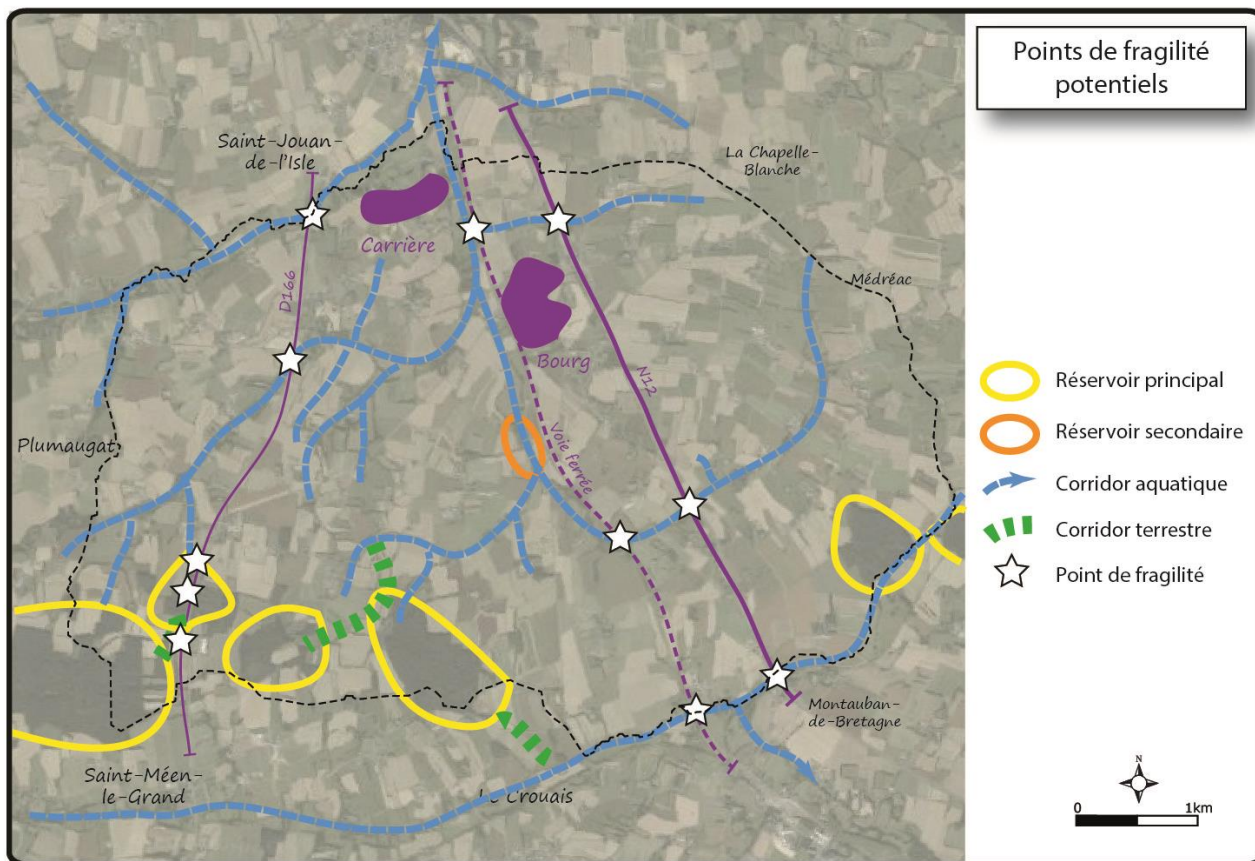 Points de fragilité
potentiels
Saint-Jouan-
de-l'Isle
La Chapelle-
Blanche
Carrière
D166
Médréac
Bourg
N12
Plumaugat
Voie ferrée
Saint-Méen-
le-Grand
Le Crouais
Montauban-
de-Bretagne
Réservoir principal
Réservoir secondaire
Corridor aquatique
Corridor terrestre
Point de fragilité
N
0 1km